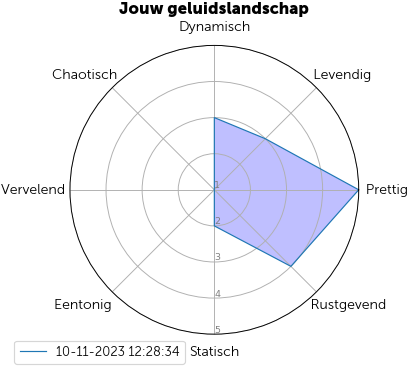 Jouw geluidslandschap
Dynamisch
Chaotisch
Levendig
Vervelend
1
Prettig
2
3
Eentonig
4
Rustgevend
5
10-11-2023 12:28:34
Statisch